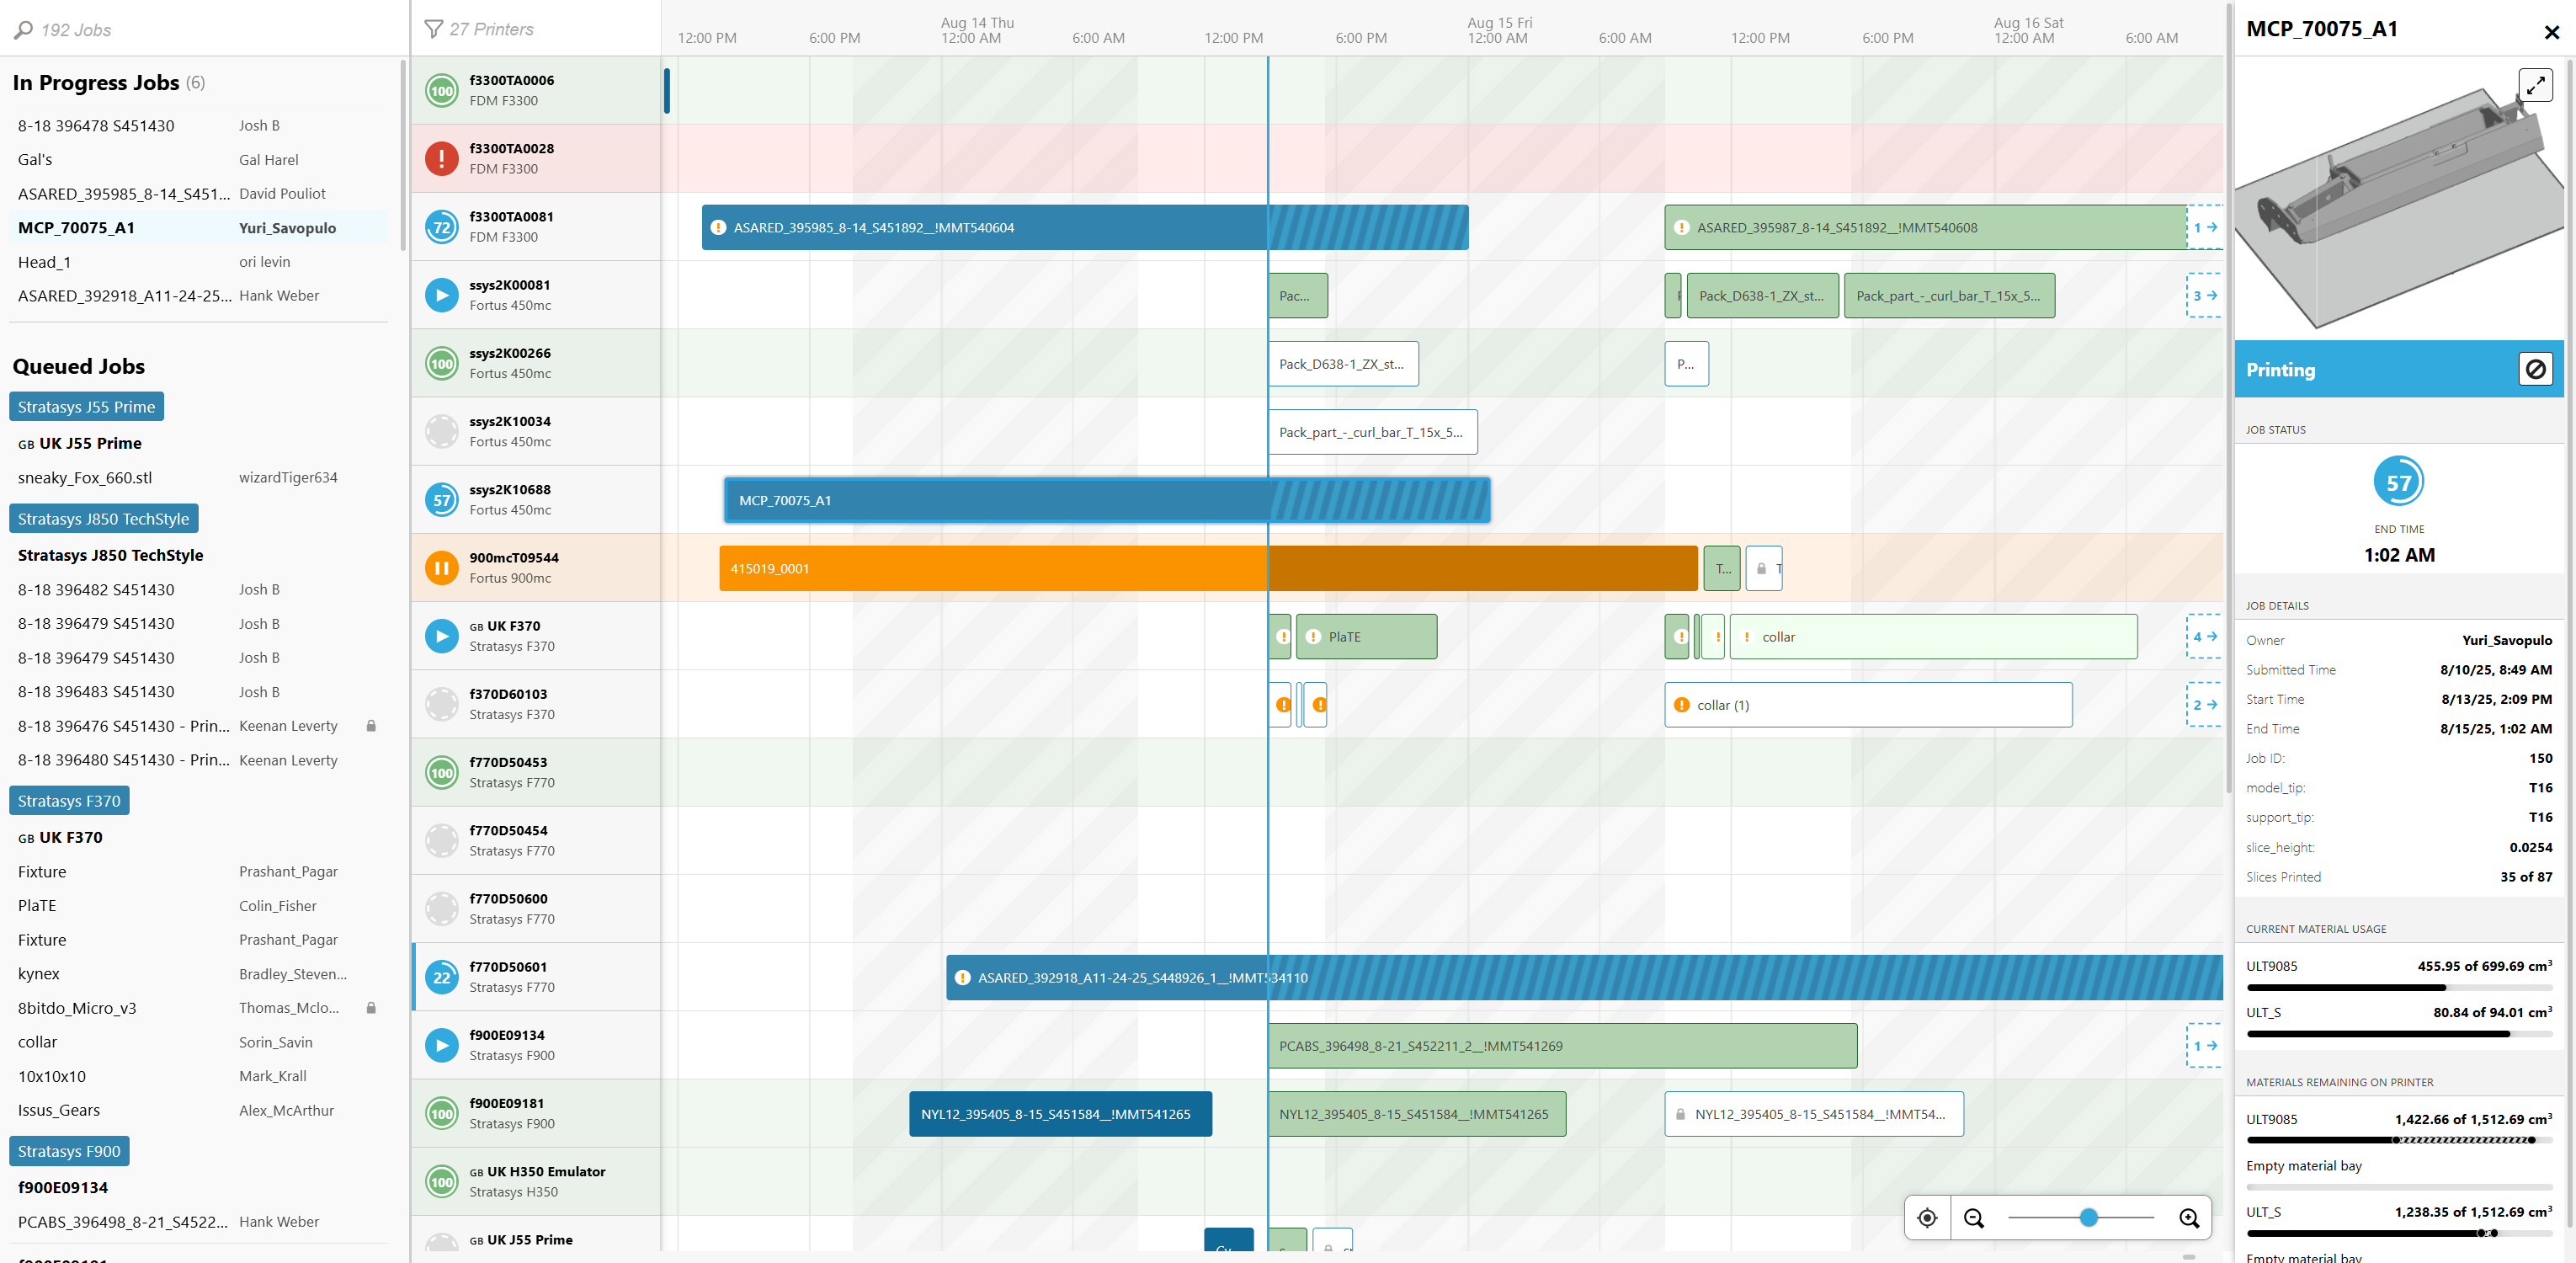 192 Jobs
In Progress Jobs (6)
8-18 396478 S451430 Josh B
Gal's Gal Harel
ASARED_395985_8-14_S451... David Pouliot
MCP_70075_A1 Yuri_Savopulo
Head_1 ori levin
ASARED_392918_A11-24-25... Hank Weber
Queued Jobs
Stratasys J55 Prime
GB UK J55 Prime
sneaky_Fox_660.stl wizardTiger634
Stratasys J850 TechStyle
Stratasys J850 TechStyle
8-18 396482 S451430 Josh B
8-18 396479 S451430 Josh B
8-18 396479 S451430 Josh B
8-18 396483 S451430 Josh B
8-18 396476 S451430 - Prin... Keenan Leverty
8-18 396480 S451430 - Prin... Keenan Leverty
Stratasys F370
GB UK F370
Fixture Prashant_Pagar
PlaTE Colin_Fisher
Fixture Prashant_Pagar
kynex Bradley_Steven...
8bitdo_Micro_v3 Thomas_Mclo...
collar Sorin_Savin
10x10x10 Mark_Krall
Issus_Gears Alex_McArthur
Stratasys F900
f900E09134
PCABS_396498_8-21_S4522... Hank Weber
27 Printers
Aug 14 Thu Aug 15 Fri Aug 16 Sat
12:00 PM 6:00 PM 12:00 AM 6:00 AM 12:00 PM 6:00 PM 12:00 AM 6:00 AM 12:00 PM 6:00 PM 12:00 AM 6:00 AM
100 f3300TA0006
FDM F3300
f3300TA0028
FDM F3300
72 f3300TA0081
FDM F3300
ASARED_395985_8-14_S451892__!MMT540604 ASARED_395987_8-14_S451892__!MMT540608 1
ssys2K00081
Fortus 450mc
Pac... Pack_D638-1_ZX_st... Pack_part_-_curl_bar_T_15x_5... 3
100 ssys2K00266
Fortus 450mc
Pack_D638-1_ZX_st... P...
ssys2K10034
Fortus 450mc
Pack_part_-_curl_bar_T_15x_5...
57 ssys2K10688
Fortus 450mc
MCP_70075_A1
900mcT09544
Fortus 900mc
415019_0001 T... T
GB UK F370
Stratasys F370
PlaTE collar 4
f370D60103
Stratasys F370
collar (1) 2
100 f770D50453
Stratasys F770
f770D50454
Stratasys F770
f770D50600
Stratasys F770
22 f770D50601
Stratasys F770
ASARED_392918_A11-24-25_S448926_1__!MMT534110
f900E09134
Stratasys F900
PCABS_396498_8-21_S452211_2__!MMT541269 1
100 f900E09181
Stratasys F900
NYL12_395405_8-15_S451584__!MMT541265 NYL12_395405_8-15_S451584__!MMT541265 NYL12_395405_8-15_S451584__!MMT54...
100 GB UK H350 Emulator
Stratasys H350
GB UK J55 Prime
MCP_70075_A1
Printing
JOB STATUS
57
END TIME
1:02 AM
JOB DETAILS
Owner Yuri_Savopulo
Submitted Time 8/10/25, 8:49 AM
Start Time 8/13/25, 2:09 PM
End Time 8/15/25, 1:02 AM
Job ID: 150
model_tip: T16
support_tip: T16
slice_height: 0.0254
Slices Printed 35 of 87
CURRENT MATERIAL USAGE
ULT9085 455.95 of 699.69 cm³
ULT_S 80.84 of 94.01 cm³
MATERIALS REMAINING ON PRINTER
ULT9085 1,422.66 of 1,512.69 cm³
Empty material bay
ULT_S 1,238.35 of 1,512.69 cm³
Empty material bay